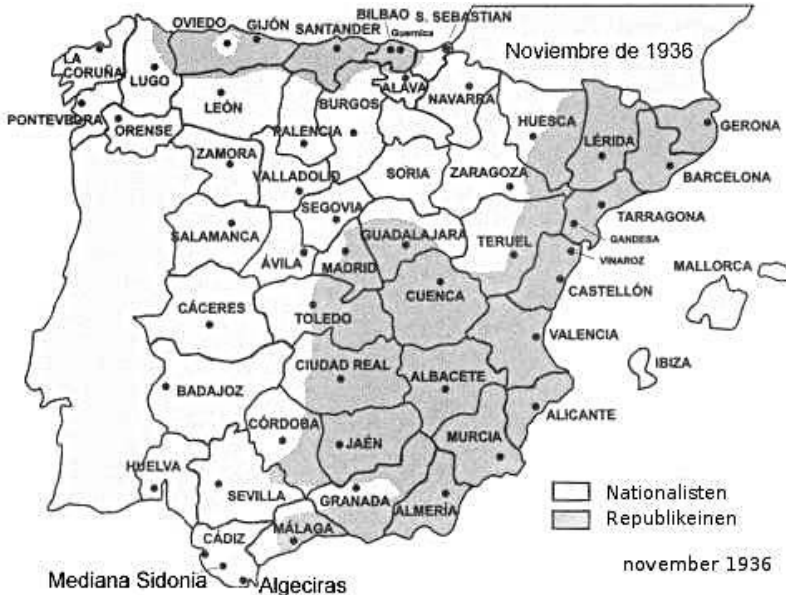 OVIEDO
GIJÓN
SANTANDER
BILBAO
Guernica
S. SEBASTIAN
Noviembre de 1936
LA
CORUÑA
LUGO
LEÓN
PALENCIA
BURGOS
ÁLAVA
NAVARRA
HUESCA
LÉRIDA
GERONA
PONTEVEDRA
ORENSE
ZAMORA
VALLADOLID
SORIA
ZARAGOZA
BARCELONA
SEGOVIA
TARRAGONA
SALAMANCA
GUADALAJARA
TERUEL
GANDESA
ÁVILA
MADRID
VINAROZ
MALLORCA
CUENCA
CASTELLÓN
CÁCERES
TOLEDO
VALENCIA
IBIZA
CIUDAD REAL
BADAJOZ
ALBACETE
ALICANTE
CÓRDOBA
JAÉN
MURCIA
HUELVA
SEVILLA
GRANADA
ALMERÍA
Nationalisten
Republikeinen
MÁLAGA
CÁDIZ
november 1936
Mediana Sidonia
Algeciras